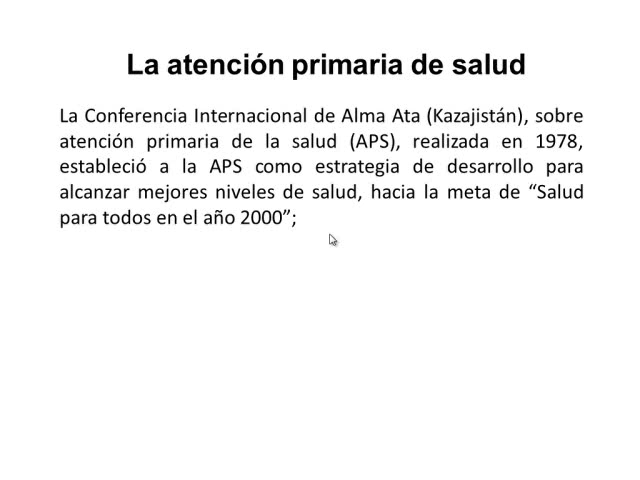 La atención primaria de salud
La Conferencia Internacional de Alma Ata (Kazajistán), sobre
atención primaria de la salud (APS), realizada en 1978,
estableció a la APS como estrategia de desarrollo para
alcanzar mejores niveles de salud, hacia la meta de “Salud
para todos en el año 2000”;